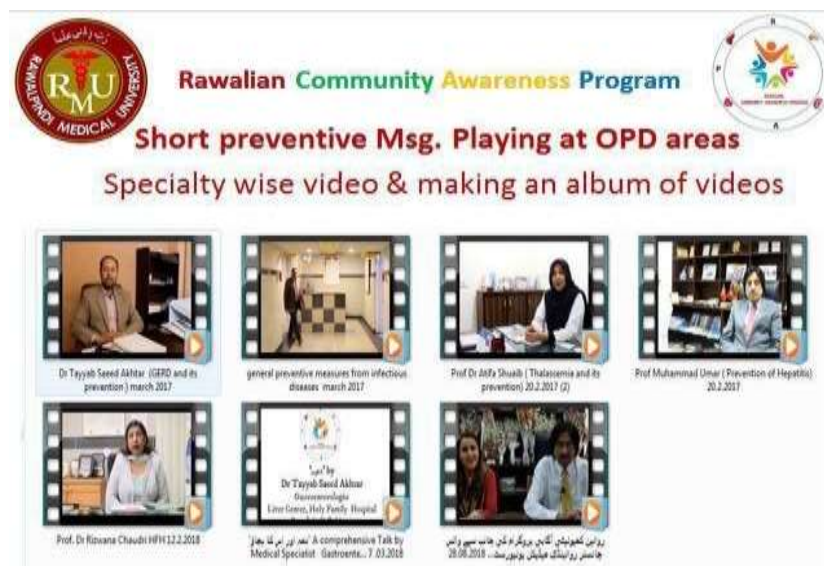 RAWALPINDI MEDICAL UNIVERSITY
RMU
Rawalian Community Awareness Program
Short preventive Msg. Playing at OPD areas
Specialty wise video & making an album of videos
Dr Tayyab Saeed Akhtar (GERD and its
prevention ) march 2017
general preventive measures from infectious
diseases march 2017
Prof Dr Atifa Shuaib ( Thalassemia and its
prevention) 20.2.2017 (2)
Prof Muhammad Umar ( Prevention of Hepatitis)
20.2.2017
by
Dr Tayyab Saeed Akhtar
Gastroenterologist
Liver Center, Holy Family Hospital
Prof. Dr Rizwana Chaudri HFH 12.2.2018
A comprehensive Talk by
Medical Specialist Gastroente... 7 .03.2018
28.08.2018